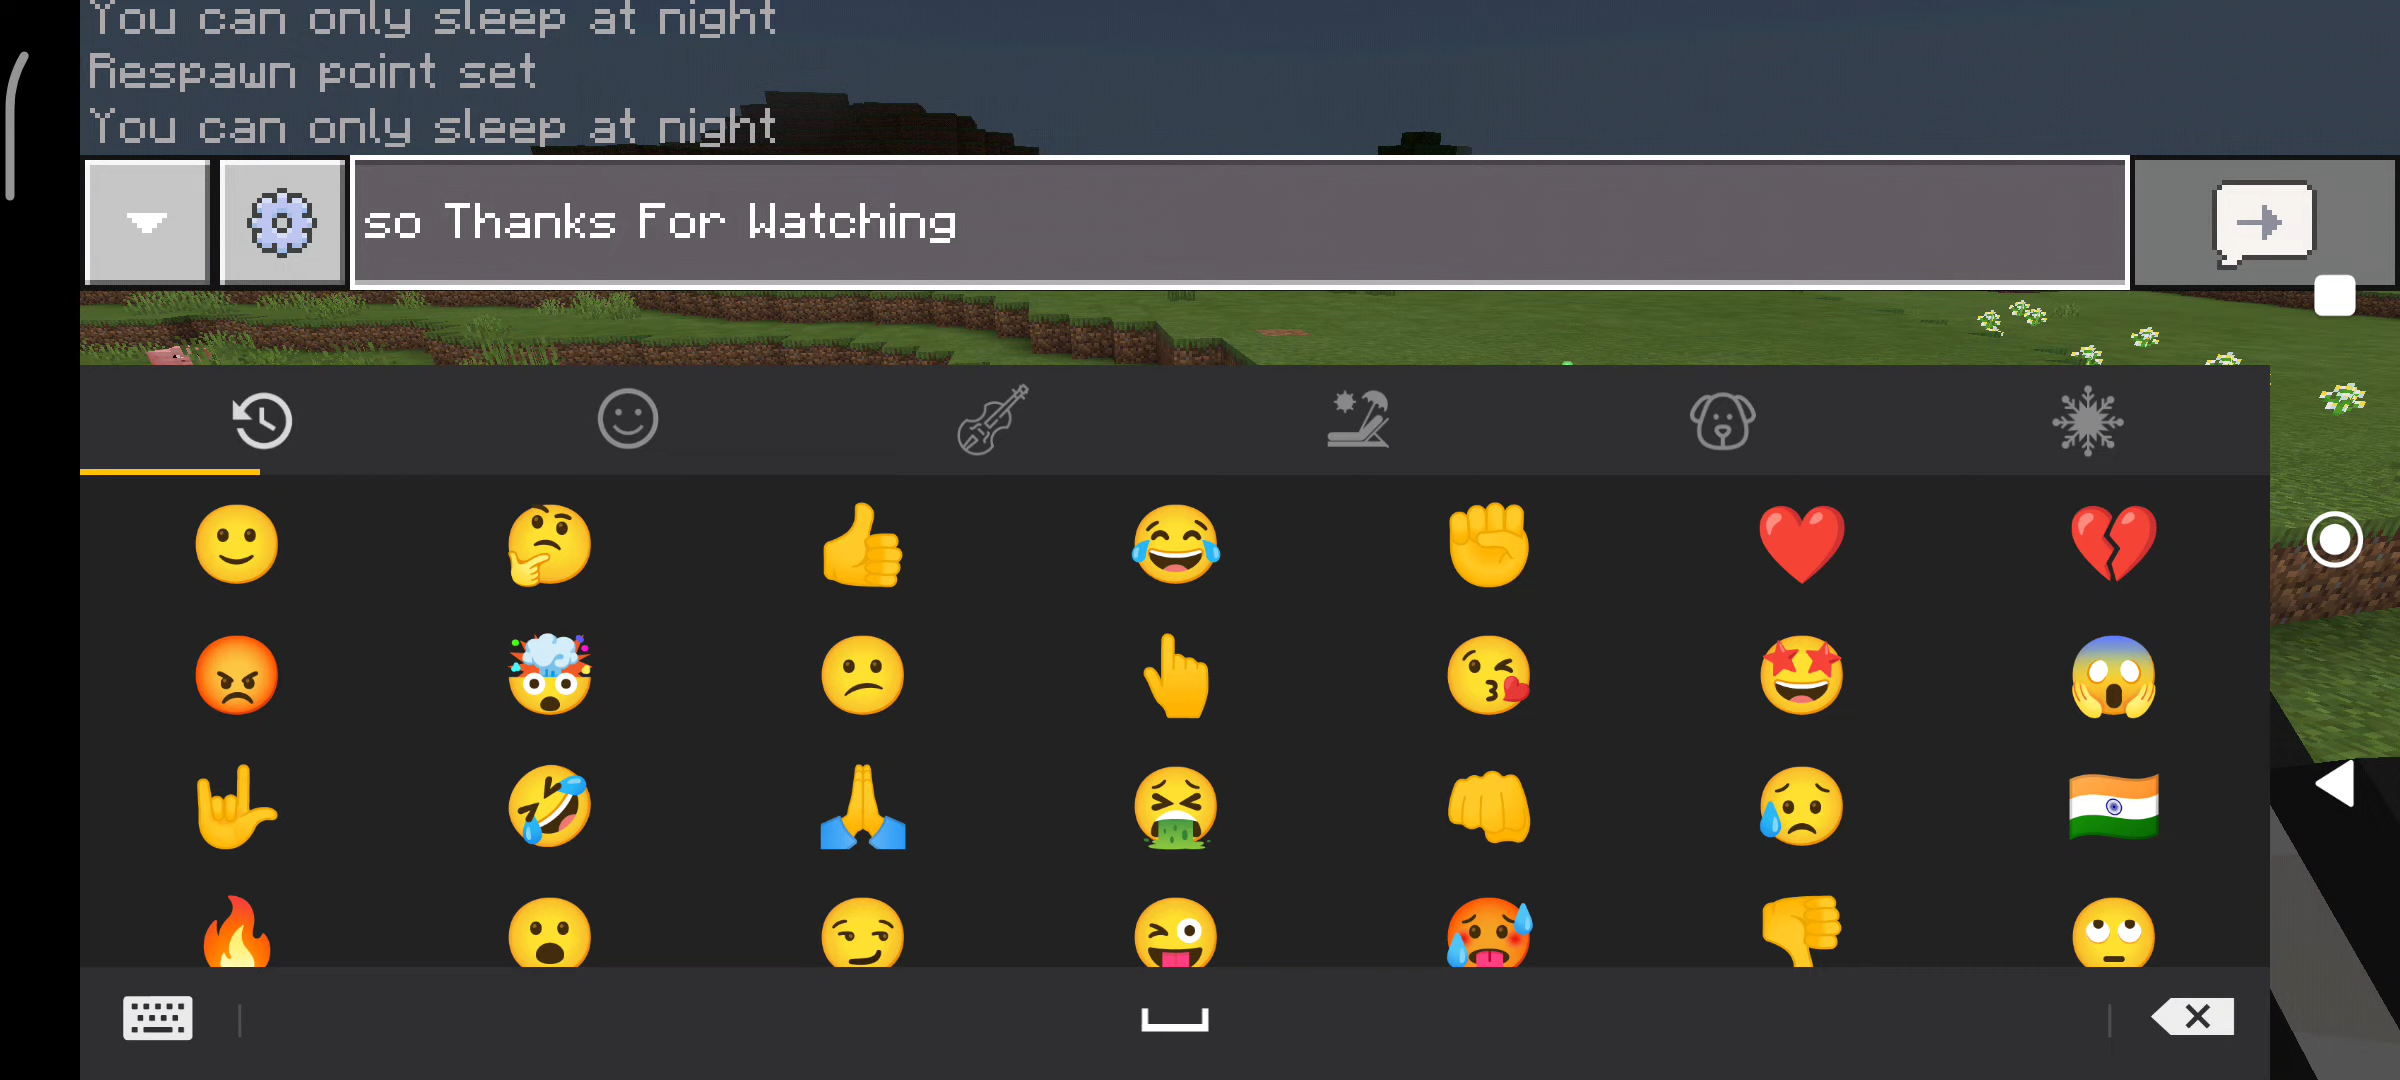 You can only sleep at night
Respawn point set
You can only sleep at night
so Thanks For Watching